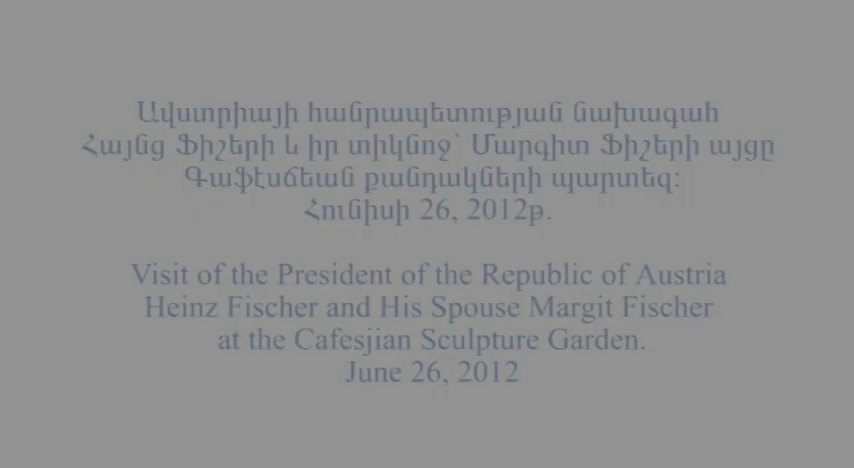 Ավստրիայի հանրապետության նախագահ
Հայնց Ֆիշերի և իր տիկնոջ՝ Մարգիտ Ֆիշերի այցը
Գաֆէսճեան քանդակների պարտեզ:
Հունիսի 26, 2012թ.
Visit of the President of the Republic of Austria
Heinz Fischer and His Spouse Margit Fischer
at the Cafesjian Sculpture Garden.
June 26, 2012